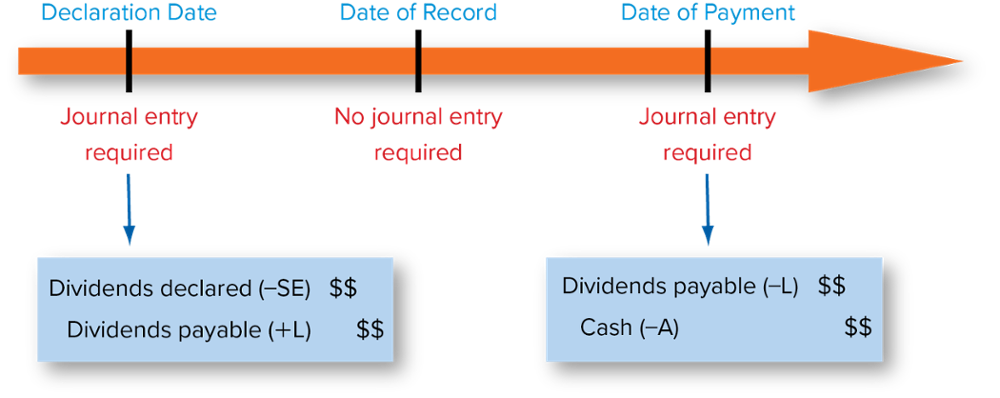 Declaration Date
Date of Record
Date of Payment
Journal entry
required
No journal entry
required
Journal entry
required
Dividends declared (–SE) $$
Dividends payable (+L) $$
Dividends payable (–L) $$
Cash (–A) $$